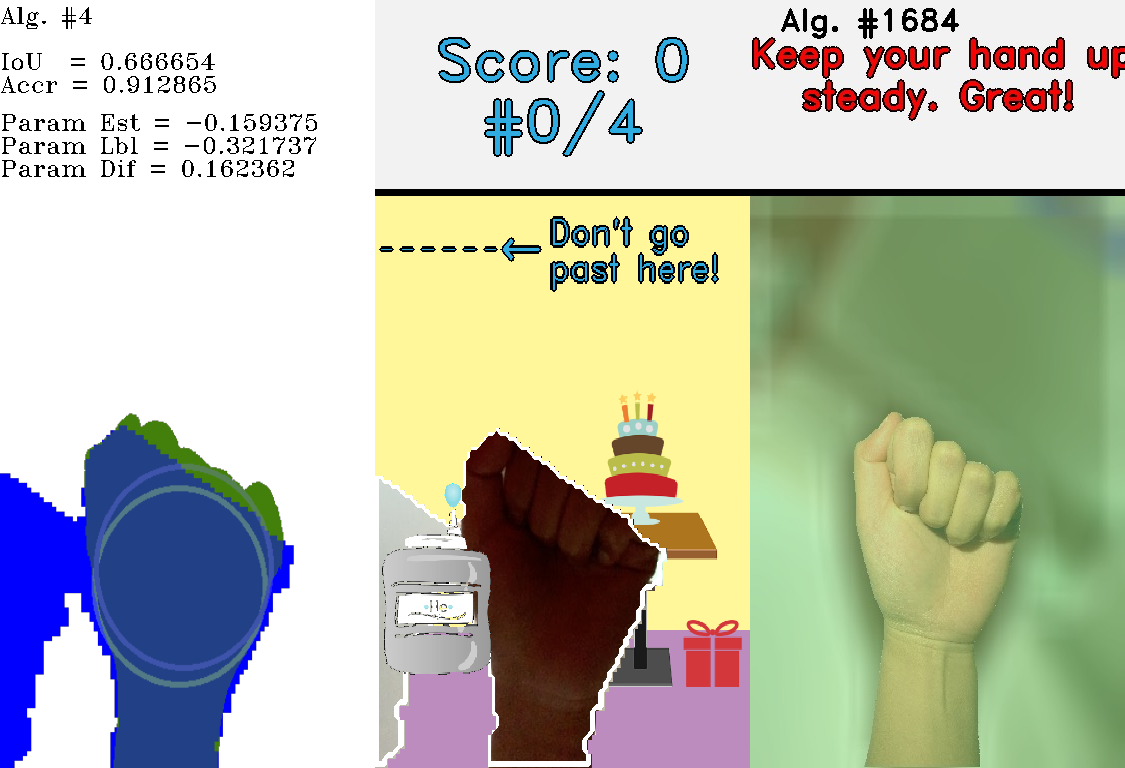 Alg. #4
IoU = 0.666654
Accr = 0.912865
Param Est = −0.159375
Param Lbl = −0.321737
Param Dif = 0.162362
Score: 0
#0/4
Alg. #1684
Keep your hand up
steady. Great!
Don't go
past here!